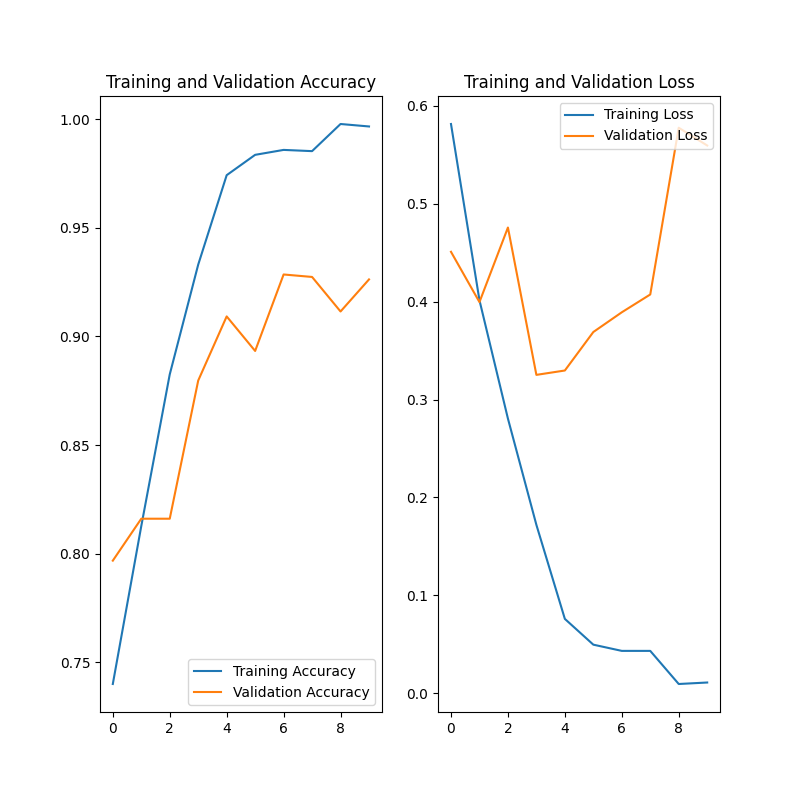 Training and Validation Accuracy
1.00
0.95
0.90
0.85
0.80
0.75
Training Accuracy
Validation Accuracy
0 2 4 6 8
Training and Validation Loss
0.6
0.5
0.4
0.3
0.2
0.1
0.0
Training Loss
Validation Loss
0 2 4 6 8